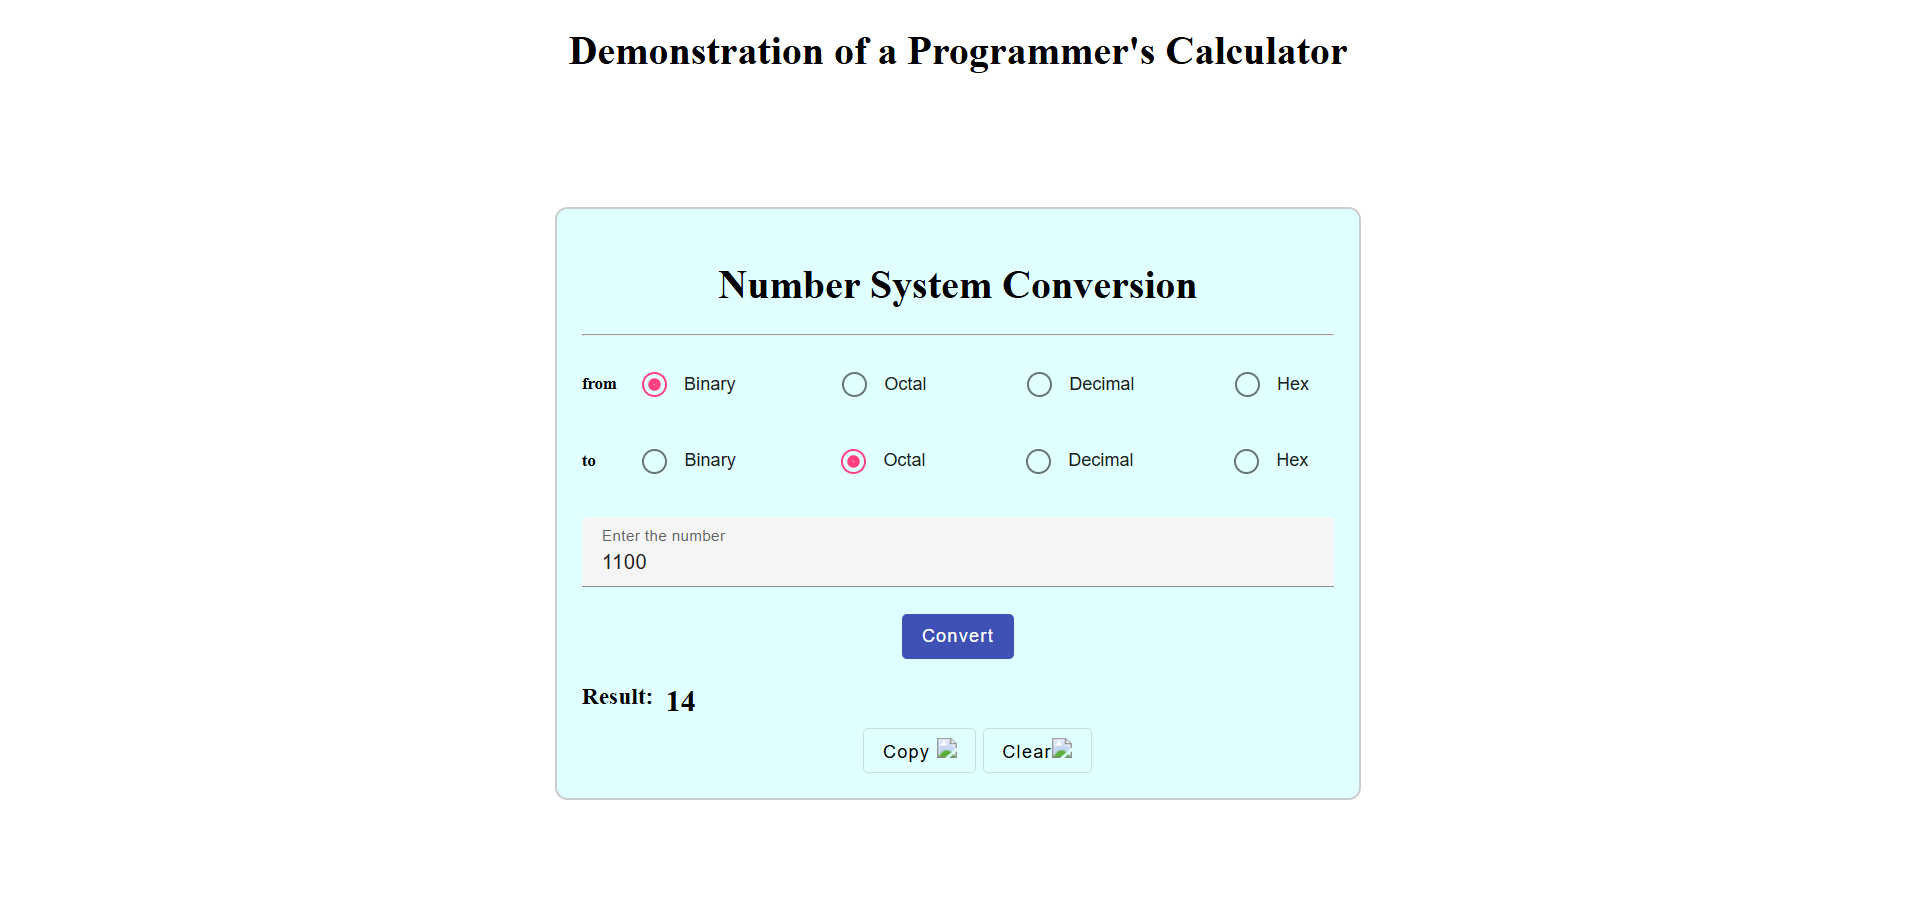 Demonstration of a Programmer's Calculator
Number System Conversion
from Binary Octal Decimal Hex
to Binary Octal Decimal Hex
Enter the number
1100
Convert
Result: 14
Copy Clear